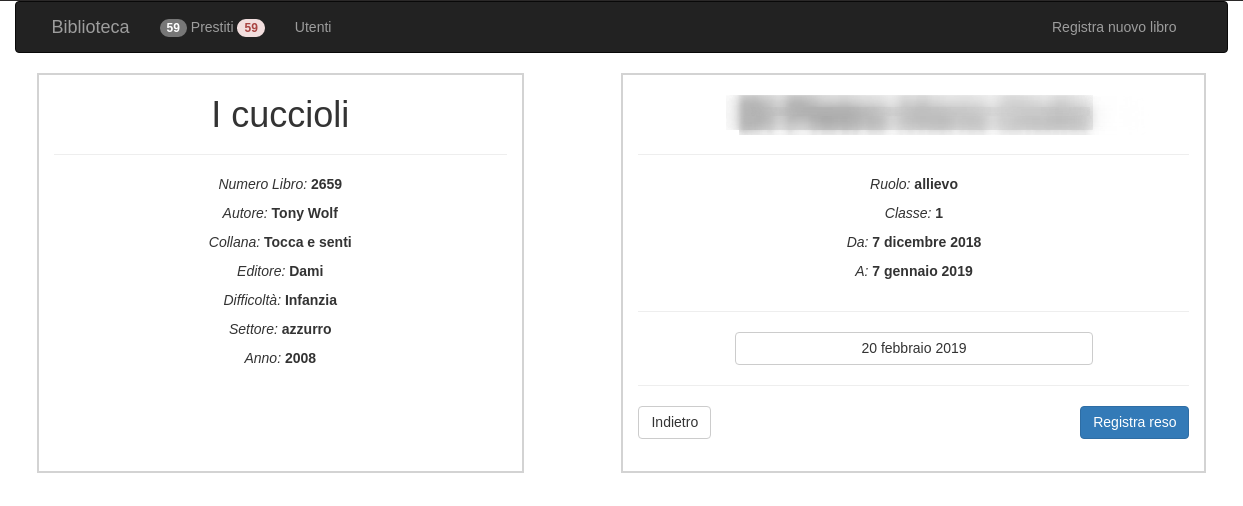 Biblioteca 59 Prestiti 59 Utenti Registra nuovo libro
I cuccioli
Numero Libro: 2659
Autore: Tony Wolf
Collana: Tocca e senti
Editore: Dami
Difficoltà: Infanzia
Settore: azzurro
Anno: 2008
Ruolo: allievo
Classe: 1
Da: 7 dicembre 2018
A: 7 gennaio 2019
20 febbraio 2019
Indietro Registra reso